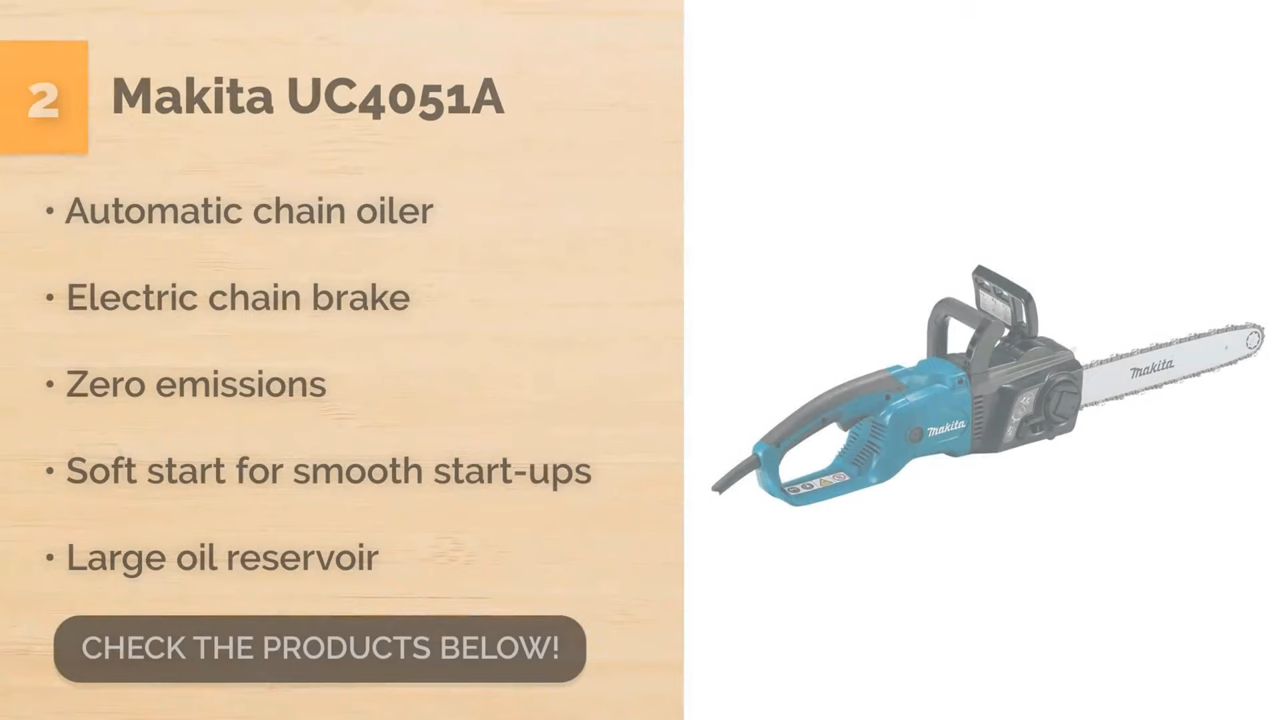 2
Makita UC4051A
• Automatic chain oiler
• Electric chain brake
• Zero emissions
• Soft start for smooth start-ups
• Large oil reservoir
CHECK THE PRODUCTS BELOW!
makita
makita